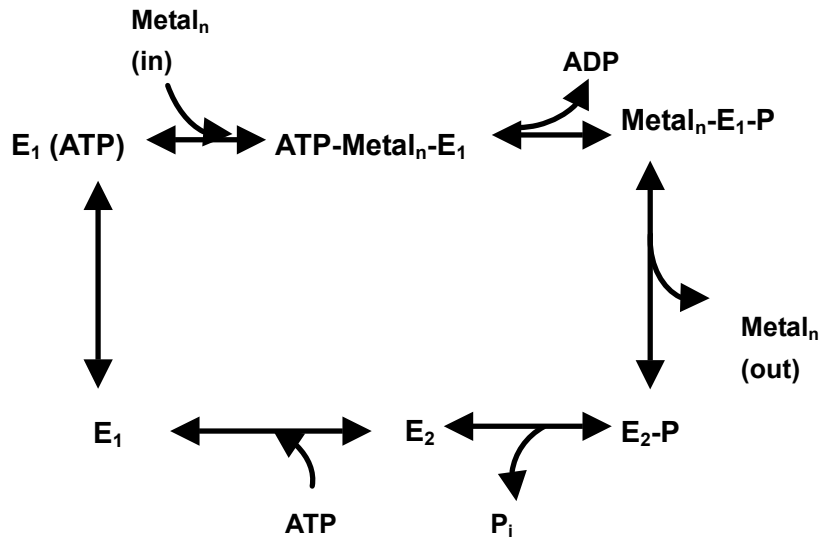 Metalₙ
(in)
ADP
E₁ (ATP)
ATP-Metalₙ-E₁
Metalₙ-E₁-P
Metalₙ
(out)
E₁
E₂
E₂-P
ATP
Pᵢ